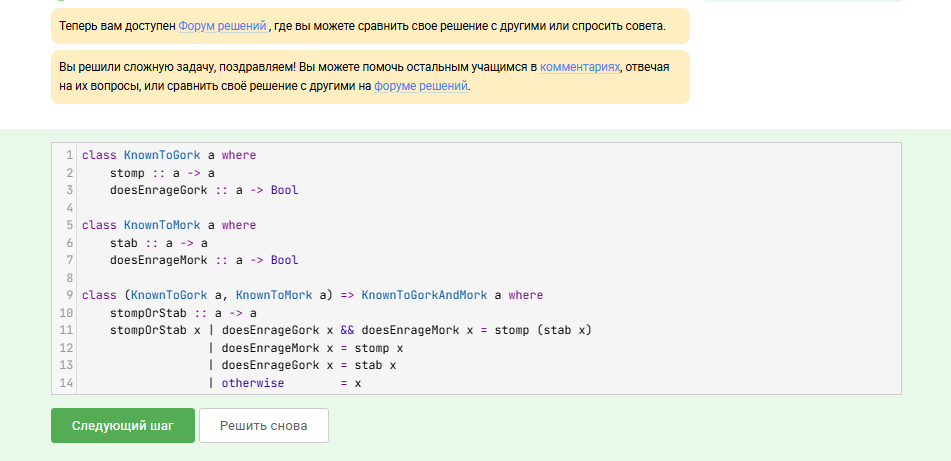 Теперь вам доступен Форум решений, где вы можете сравнить свое решение с другими или спросить совета.
Вы решили сложную задачу, поздравляем! Вы можете помочь остальным учащимся в комментариях, отвечая
на их вопросы, или сравнить своё решение с другими на форуме решений.
1 class KnownToGork a where
2     stomp :: a -> a
3     doesEnrageGork :: a -> Bool
4
5 class KnownToMork a where
6     stab :: a -> a
7     doesEnrageMork :: a -> Bool
8
9 class (KnownToGork a, KnownToMork a) => KnownToGorkAndMork a where
10     stompOrStab :: a -> a
11     stompOrStab x | doesEnrageGork x && doesEnrageMork x = stomp (stab x)
12                   | doesEnrageMork x = stomp x
13                   | doesEnrageGork x = stab x
14                   | otherwise        = x
Следующий шаг Решить снова